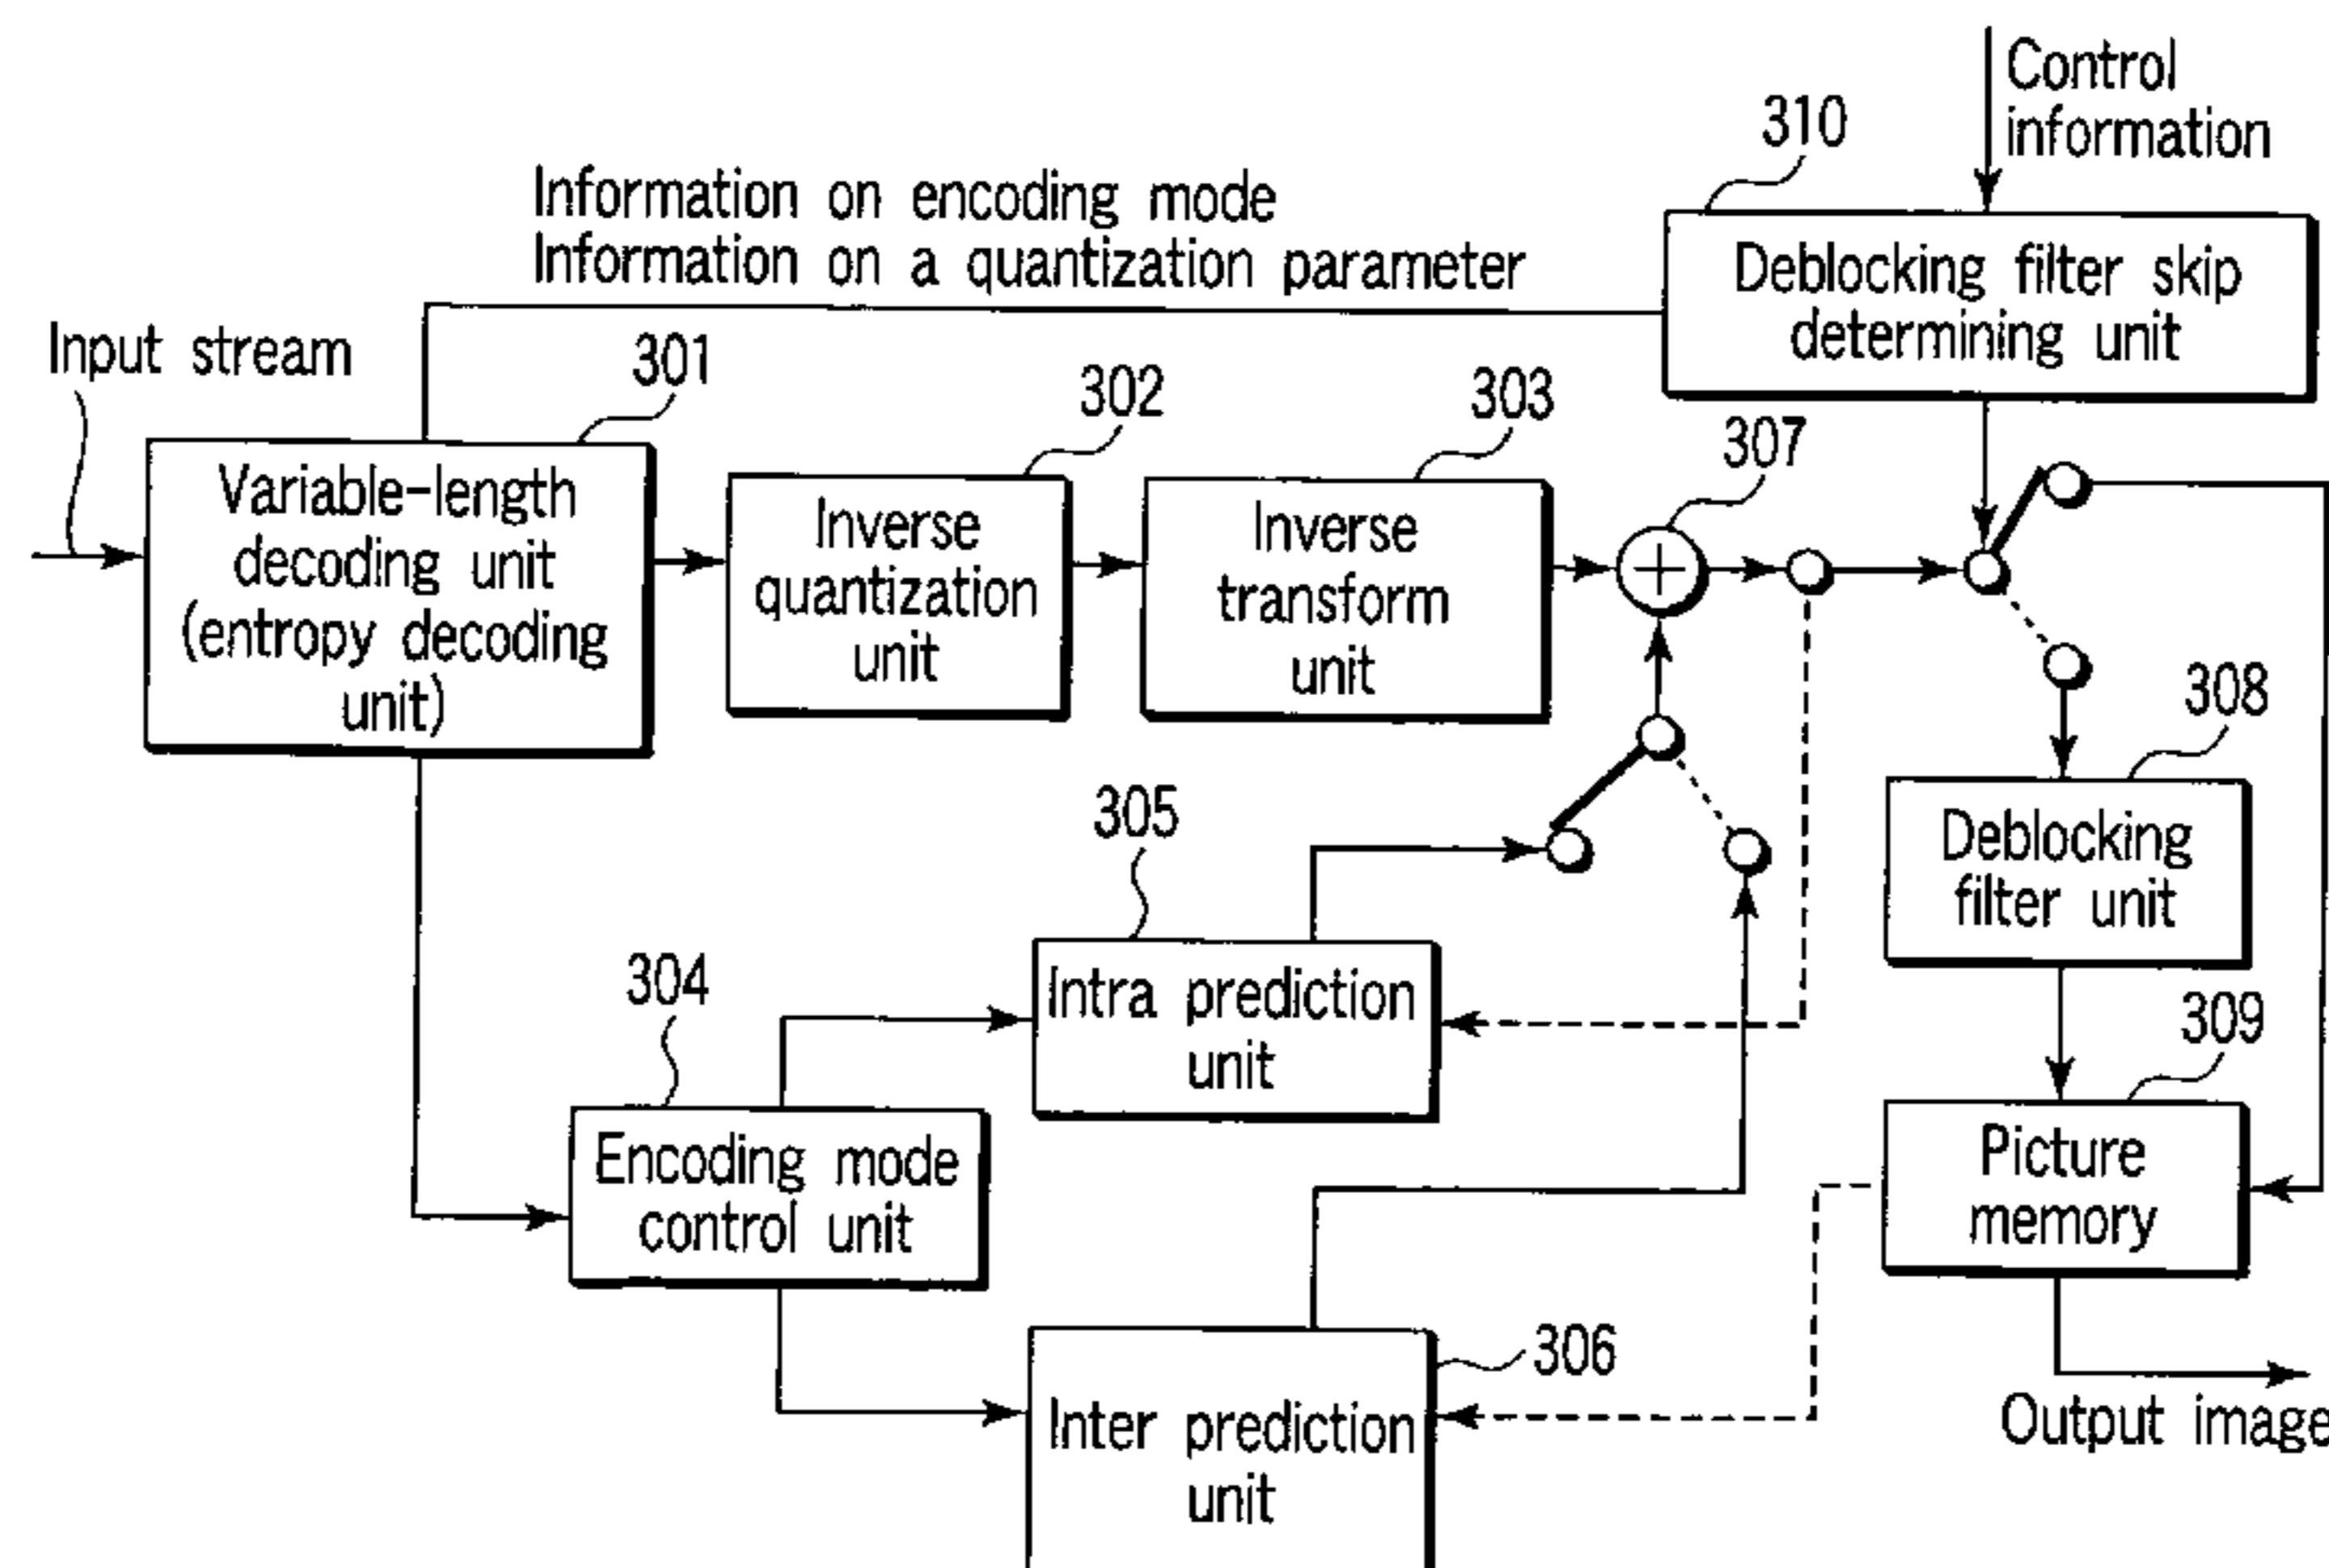 Control
information
310
Information on encoding mode
Information on a quantization parameter
Deblocking filter skip
determining unit
Input stream
301
302
303
307
Variable-length
decoding unit
(entropy decoding
unit)
Inverse
quantization
unit
Inverse
transform
unit
308
305
Deblocking
filter unit
304
Intra prediction
unit
309
Encoding mode
control unit
Picture
memory
306
Inter prediction
unit
Output image